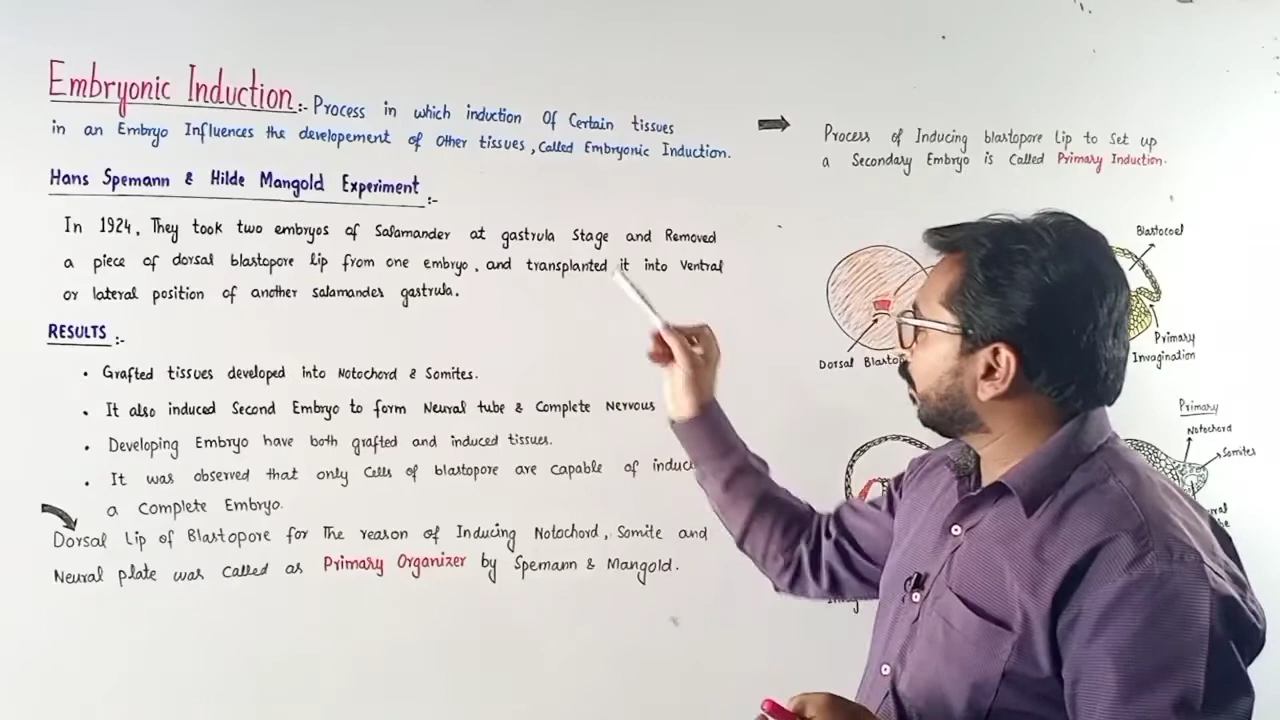 Embryonic Induction:- Process in which induction Of Certain tissues
in an Embryo Influences the developement of Other tissues, Called Embryonic Induction.
Hans Spemann & Hilde Mangold Experiment :-
In 1924, They took two embryos of Salamander at gastrula Stage and Removed
a piece of dorsal blastopore lip from one embryo, and transplanted it into Ventral
or lateral position of another salamander gastrula.
RESULTS :-
• Grafted tissues developed into Notochord & Somites.
• It also induced Second Embryo to form Neural tube & Complete Nervous
• Developing Embryo have both grafted and induced tissues.
• It was observed that only Cells of blastopore are capable of induc
a Complete Embryo.
Dorsal Lip of Blastopore for The reason of Inducing Notochord, Somite and
Neural plate was Called as Primary Organizer by Spemann & Mangold.
Process of Inducing blastopore Lip to Set up
a Secondary Embryo is Called Primary Induction.
Blastocoel
Dorsal Blastop
Primary
Invagination
Primary
Notochord
Somites